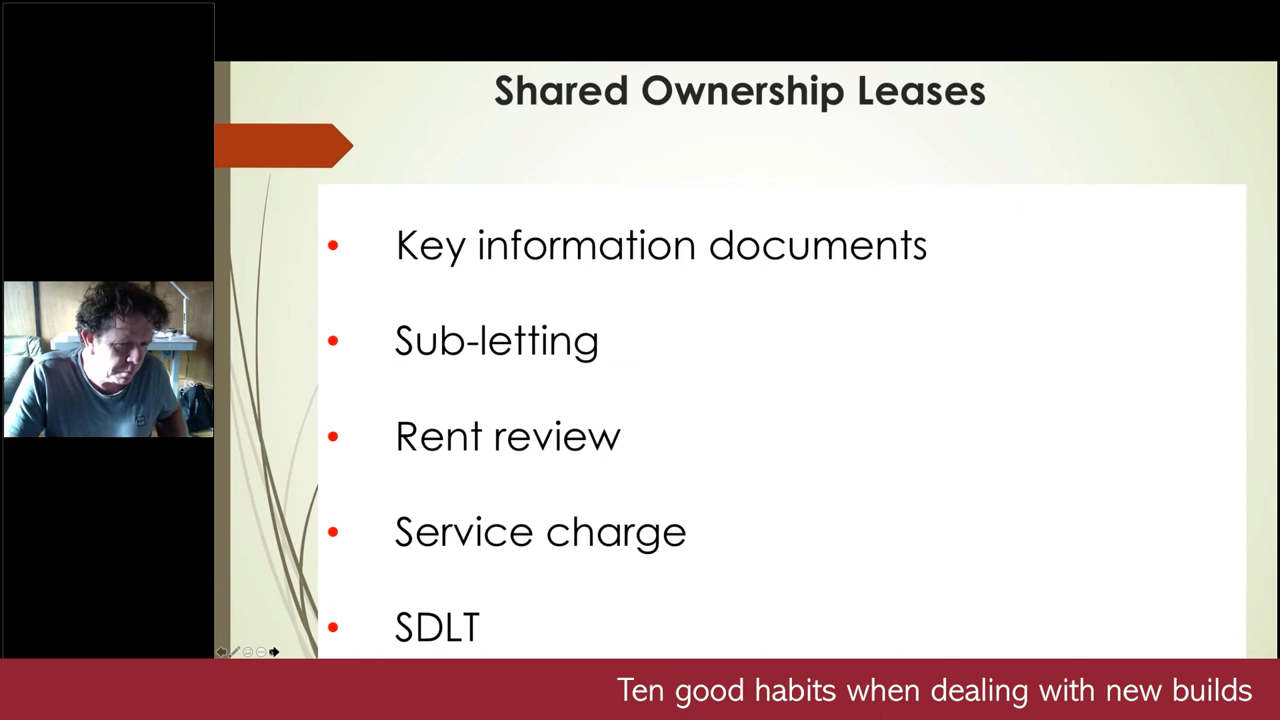 Shared Ownership Leases
• Key information documents
• Sub-letting
• Rent review
• Service charge
• SDLT
Ten good habits when dealing with new builds